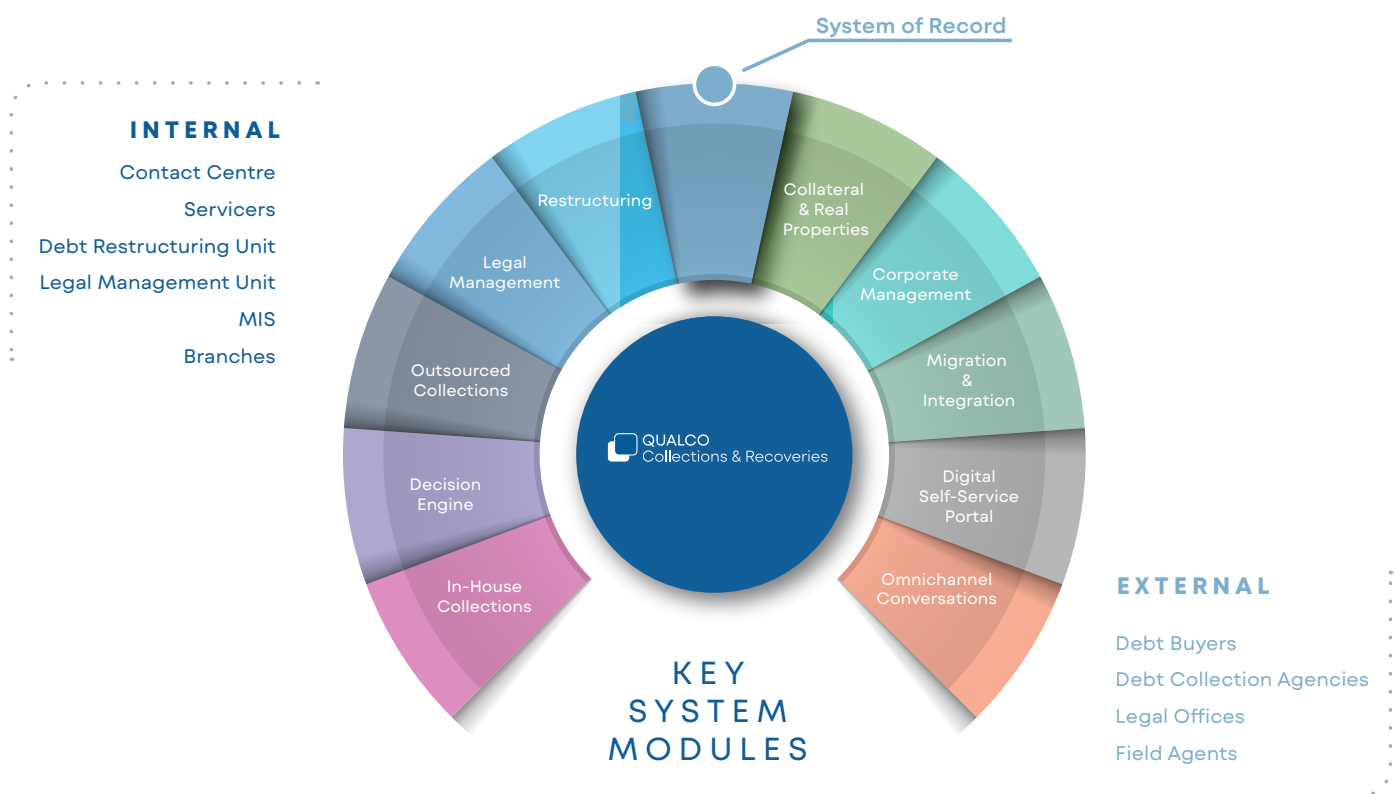 System of Record
INTERNAL
Contact Centre
Servicers
Debt Restructuring Unit
Legal Management Unit
MIS
Branches
Restructuring
Collateral
& Real
Properties
Legal
Management
Corporate
Management
Outsourced
Collections
Migration
&
Integration
Decision
Engine
Digital
Self-Service
Portal
In-House
Collections
Omnichannel
Conversations
QUALCO
Collections & Recoveries
KEY
SYSTEM
MODULES
EXTERNAL
Debt Buyers
Debt Collection Agencies
Legal Offices
Field Agents